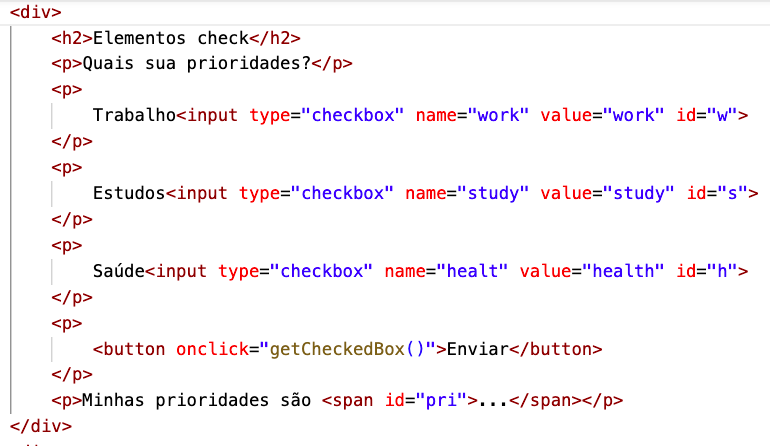 <div>
<h2>Elementos check</h2>
<p>Quais sua prioridades?</p>
<p>
Trabalho<input type="checkbox" name="work" value="work" id="w">
</p>
<p>
Estudos<input type="checkbox" name="study" value="study" id="s">
</p>
<p>
Saúde<input type="checkbox" name="healt" value="health" id="h">
</p>
<p>
<button onclick="getCheckedBox()">Enviar</button>
</p>
<p>Minhas prioridades são <span id="pri">...</span></p>
</div>